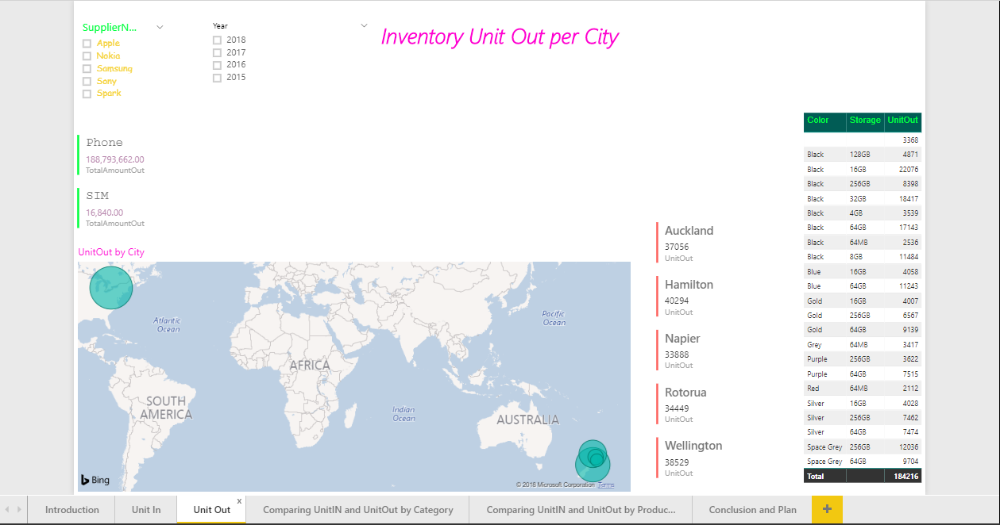 SupplierN...
Apple
Nokia
Samsung
Sony
Spark
Year
2018
2017
2016
2015
Inventory Unit Out per City
Phone
188,793,662.00
TotalAmountOut
SIM
16,840.00
TotalAmountOut
UnitOut by City
Atlantic
Ocean
Pacific
Ocean
AFRICA
SOUTH
AMERICA
Indian
Ocean
AUSTRALIA
Bing
© 2018 Microsoft Corporation Terms
Auckland
37056
UnitOut
Hamilton
40294
UnitOut
Napier
33888
UnitOut
Rotorua
34449
UnitOut
Wellington
38529
UnitOut
Color Storage UnitOut
3368
Black 128GB 4871
Black 16GB 22076
Black 256GB 8398
Black 32GB 18417
Black 4GB 3539
Black 64GB 17143
Black 64MB 2536
Black 8GB 11484
Blue 16GB 4058
Blue 64GB 11243
Gold 16GB 4007
Gold 256GB 6567
Gold 64GB 9139
Grey 64MB 3417
Purple 256GB 3622
Purple 64GB 7515
Red 64MB 2112
Silver 16GB 4028
Silver 256GB 7462
Silver 64GB 7474
Space Grey 256GB 12036
Space Grey 64GB 9704
Total 184216
Introduction Unit In Unit Out x Comparing UnitIN and UnitOut by Category Comparing UnitIN and UnitOut by Produc... Conclusion and Plan +